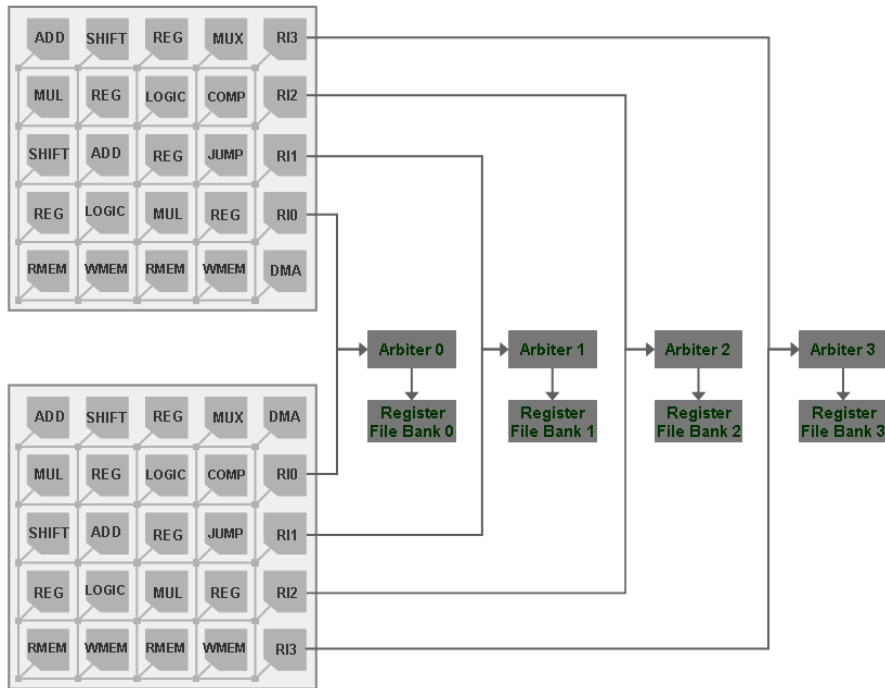 ADD SHIFT REG MUX RI3
MUL REG LOGIC COMP RI2
SHIFT ADD REG JUMP RI1
REG LOGIC MUL REG RI0
RMEM WMEM RMEM WMEM DMA
Arbiter 0 Arbiter 1 Arbiter 2 Arbiter 3
Register Register Register Register
File Bank 0 File Bank 1 File Bank 2 File Bank 3
ADD SHIFT REG MUX DMA
MUL REG LOGIC COMP RI0
SHIFT ADD REG JUMP RI1
REG LOGIC MUL REG RI2
RMEM WMEM RMEM WMEM RI3